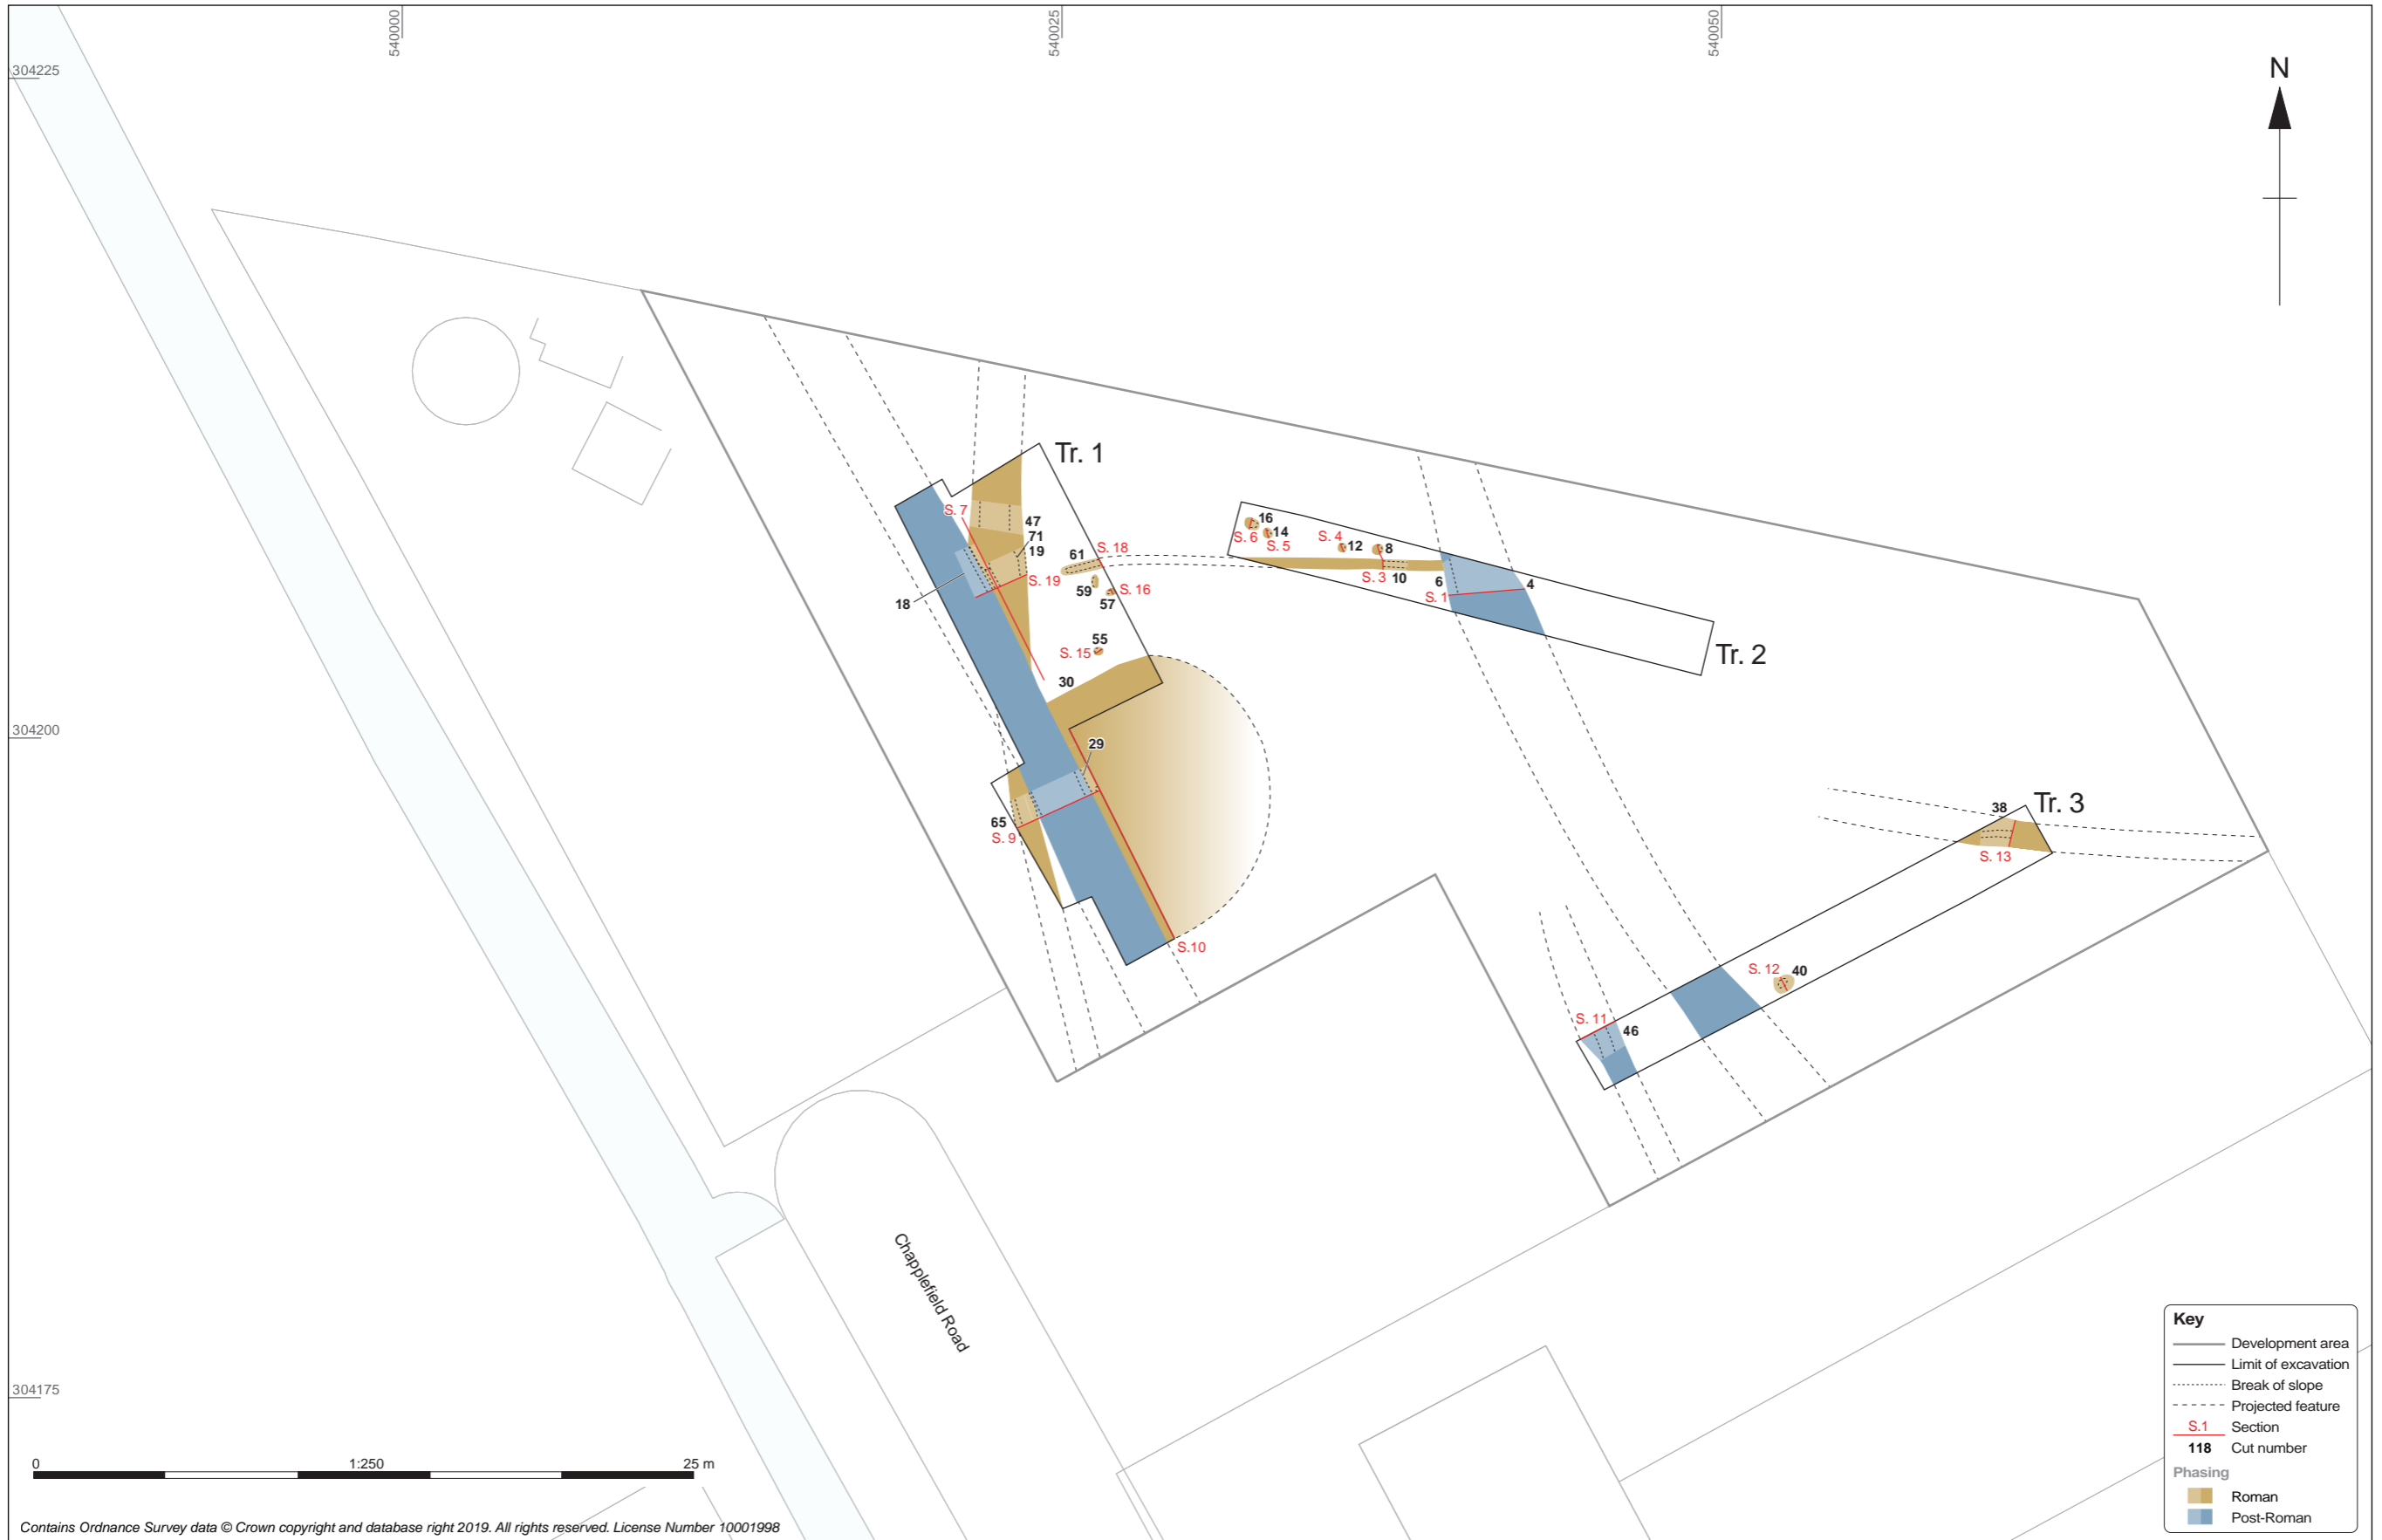 540000
540025
540050
304225
N
Tr. 1
S. 7
47
71
19
S. 18
61
S. 19
59
S. 16
57
18
55
S. 15
30
29
65
S. 9
S.10
16
14
S. 6
S. 5
S. 4
12
8
S. 3
10
6
4
S. 1
Tr. 2
304200
38
Tr. 3
S. 13
S. 12
40
S. 11
46
Chapplefield Road
304175
0
1:250
25 m
Key
Development area
Limit of excavation
Break of slope
Projected feature
S.1 Section
118 Cut number
Phasing
Roman
Post-Roman
Contains Ordnance Survey data © Crown copyright and database right 2019. All rights reserved. License Number 10001998